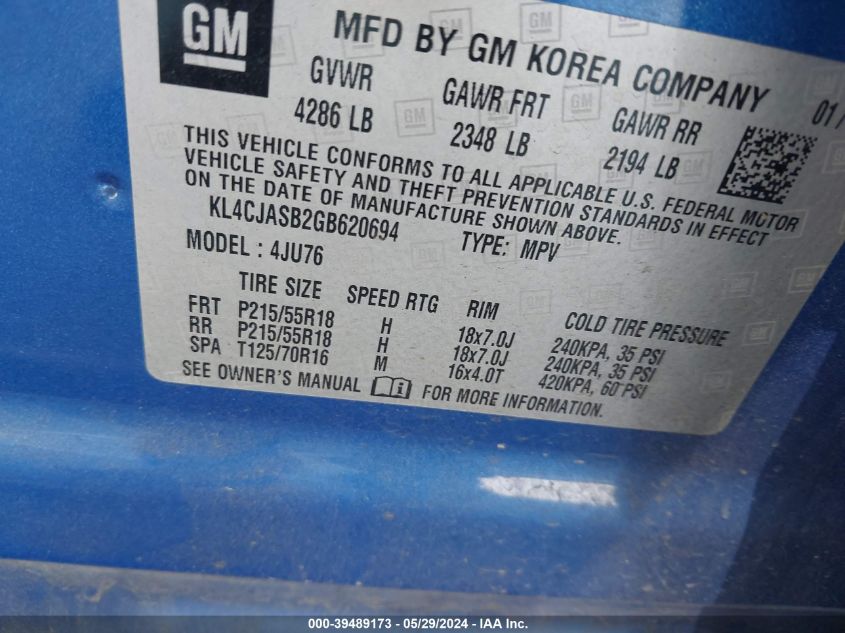 GM
MFD BY GM KOREA COMPANY 01/
GVWR GAWR FRT GAWR RR
4286 LB 2348 LB 2194 LB
THIS VEHICLE CONFORMS TO ALL APPLICABLE U.S. FEDERAL MOTOR
VEHICLE SAFETY AND THEFT PREVENTION STANDARDS IN EFFECT
ON THE DATE OF MANUFACTURE SHOWN ABOVE.
KL4CJASB2GB620694 TYPE: MPV
MODEL : 4JU76
TIRE SIZE SPEED RTG RIM COLD TIRE PRESSURE
FRT P215/55R18 H 18x7.0J 240KPA, 35 PSI
RR P215/55R18 H 18x7.0J 240KPA, 35 PSI
SPA T125/70R16 M 16x4.0T 420KPA, 60 PSI
SEE OWNER'S MANUAL FOR MORE INFORMATION.
000-39489173 - 05/29/2024 - IAA Inc.